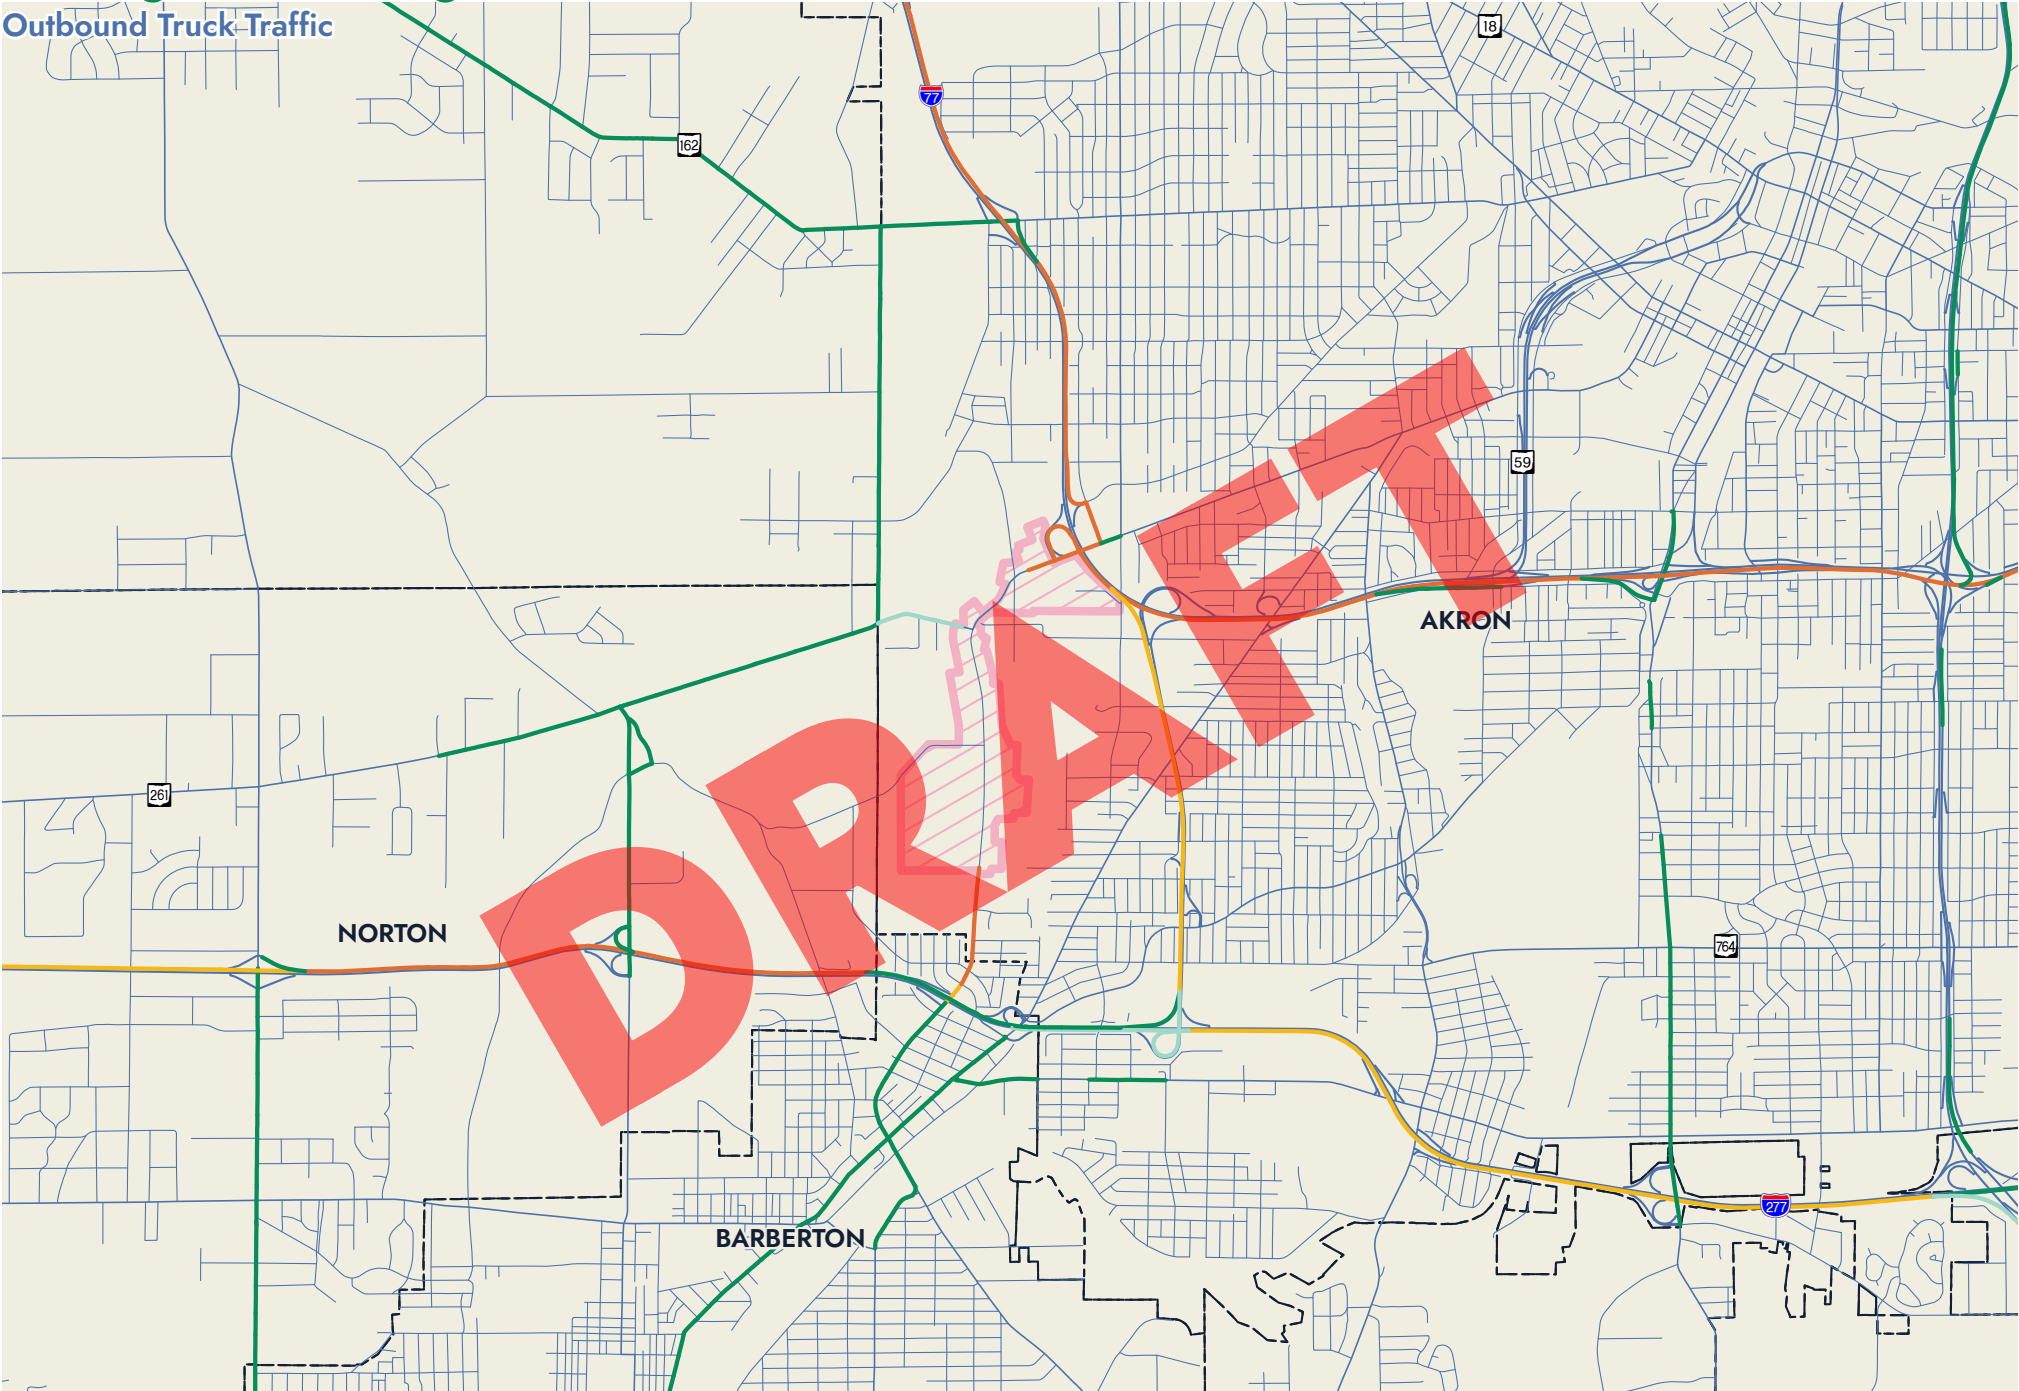 Outbound Truck Traffic
18
77
162
59
DRAFT
AKRON
261
NORTON
764
277
BARBERTON